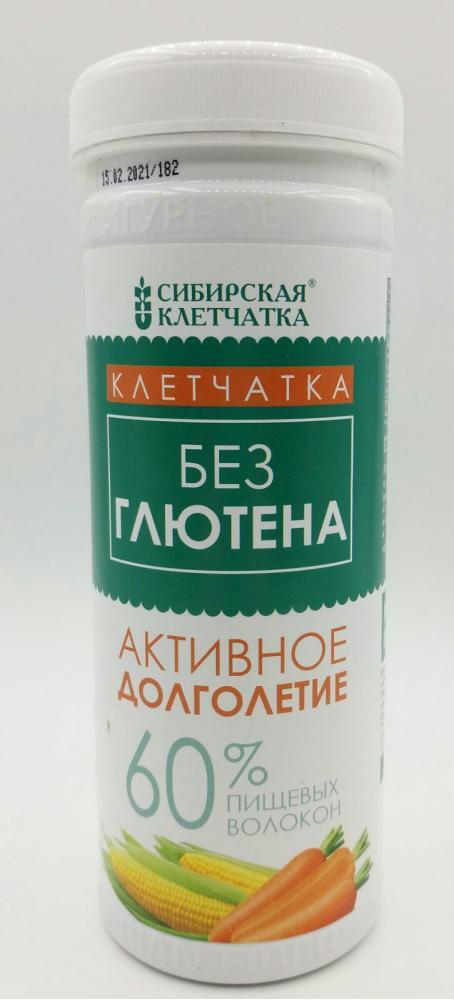 15.02.2021/182
СИБИРСКАЯ®
КЛЕТЧАТКА
КЛЕТЧАТКА
БЕЗ
ГЛЮТЕНА
АКТИВНОЕ
ДОЛГОЛЕТИЕ
60%
ПИЩЕВЫХ
ВОЛОКОН